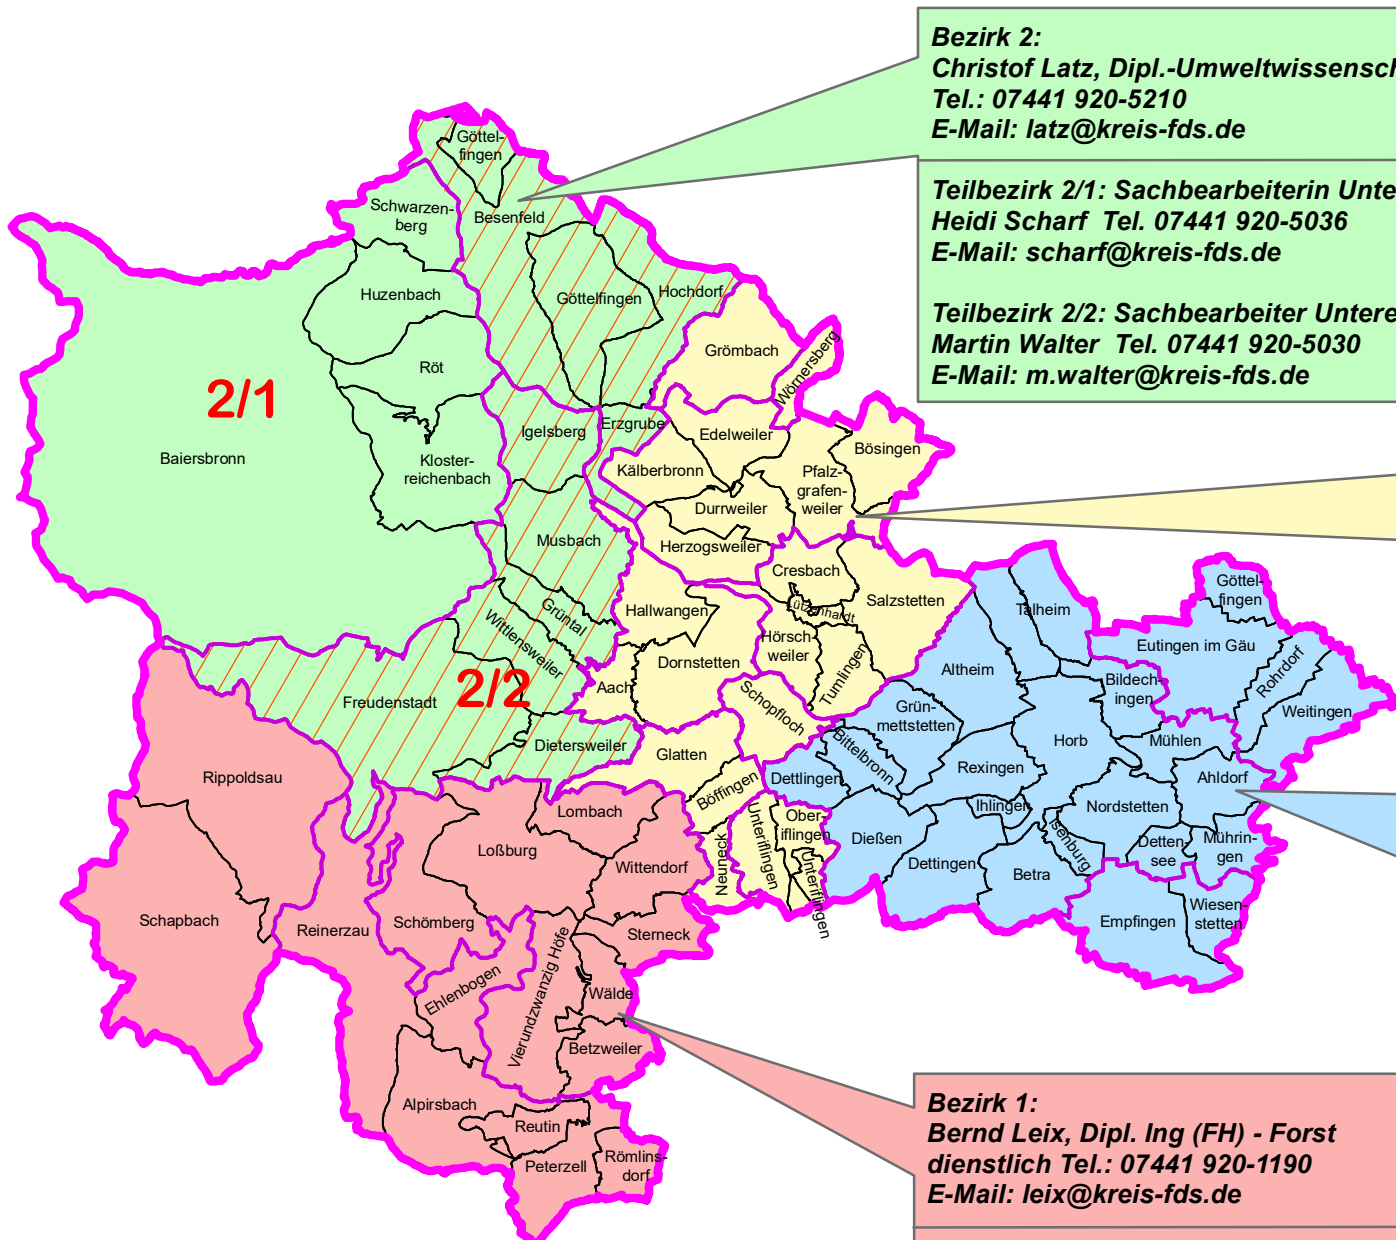 Bezirk 2:
Christof Latz, Dipl.-Umweltwissensch
Tel.: 07441 920-5210
E-Mail: latz@kreis-fds.de
Teilbezirk 2/1: Sachbearbeiterin Unte
Heidi Scharf Tel. 07441 920-5036
E-Mail: scharf@kreis-fds.de
Teilbezirk 2/2: Sachbearbeiter Untere
Martin Walter Tel. 07441 920-5030
E-Mail: m.walter@kreis-fds.de
Göttel-
fingen
Schwarzen-
berg
Besenfeld
Huzenbach
Göttelfingen
Hochdorf
Grömbach
Wörnersberg
Röt
2/1
Baiersbronn
Kloster-
reichenbach
Igelsberg
Erzgrube
Edelweiler
Bösingen
Kälberbronn
Pfalz-
grafen-
weiler
Durrweiler
Musbach
Herzogsweiler
Cresbach
Salzstetten
Lützenhardt
Hallwangen
Grüntal
Wittlensweiler
Hörsch-
weiler
Tumlingen
Dornstetten
Aach
2/2
Freudenstadt
Schopfloch
Dietersweiler
Glatten
Böffingen
Talheim
Göttel-
fingen
Eutingen im Gäu
Rohrdorf
Altheim
Bildech-
ingen
Weitingen
Grün-
mettstetten
Bittelbronn
Horb
Mühlen
Dettlingen
Rexingen
Ahldorf
Ihlingen
Nordstetten
Isenburg
Dießen
Dettingen
Detten-
see
Mührin-
gen
Betra
Empfingen
Wiesen-
stetten
Ober-
iflingen
Unteriflingen
Unteriflingen
Neuneck
Rippoldsau
Lombach
Loßburg
Wittendorf
Schapbach
Reinerzau
Schömberg
Sterneck
Ehlenbogen
Vierundzwanzig Höfe
Wälde
Betzweiler
Alpirsbach
Reutin
Peterzell
Römlins-
dorf
Bezirk 1:
Bernd Leix, Dipl. Ing (FH) - Forst
dienstlich Tel.: 07441 920-1190
E-Mail: leix@kreis-fds.de